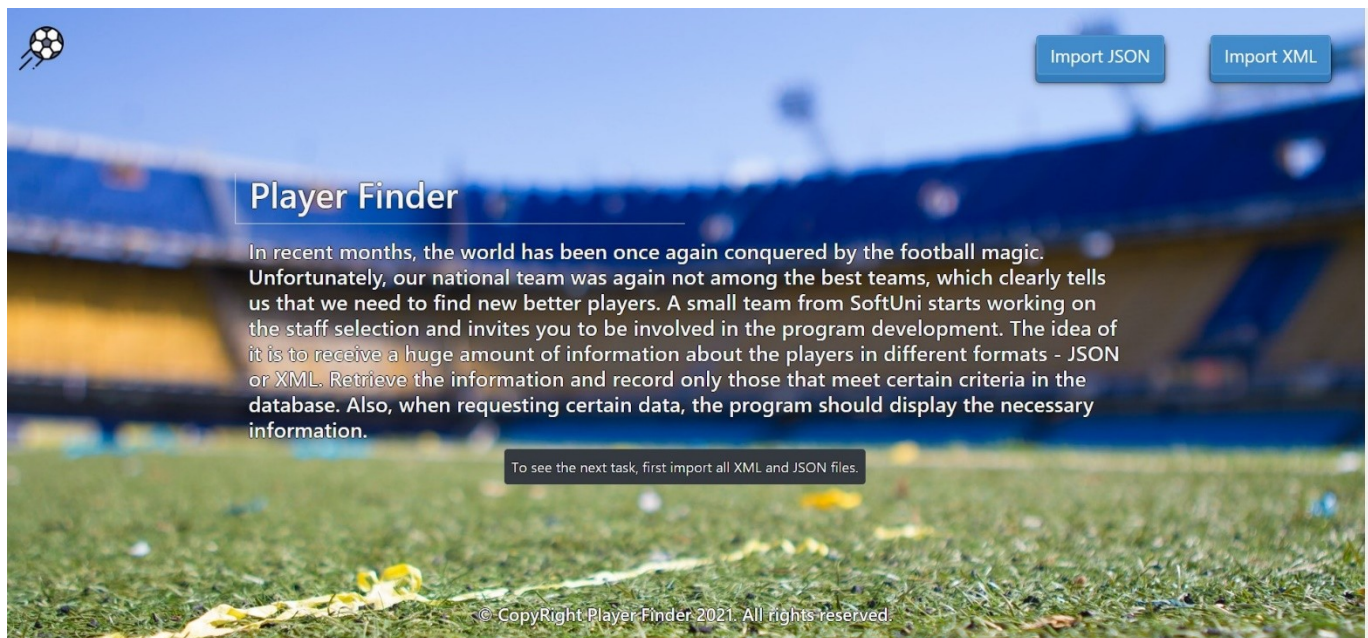 Import JSON
Import XML
Player Finder
In recent months, the world has been once again conquered by the football magic.
Unfortunately, our national team was again not among the best teams, which clearly tells
us that we need to find new better players. A small team from SoftUni starts working on
the staff selection and invites you to be involved in the program development. The idea of
it is to receive a huge amount of information about the players in different formats - JSON
or XML. Retrieve the information and record only those that meet certain criteria in the
database. Also, when requesting certain data, the program should display the necessary
information.
To see the next task, first import all XML and JSON files.
© CopyRight Player Finder 2021. All rights reserved.